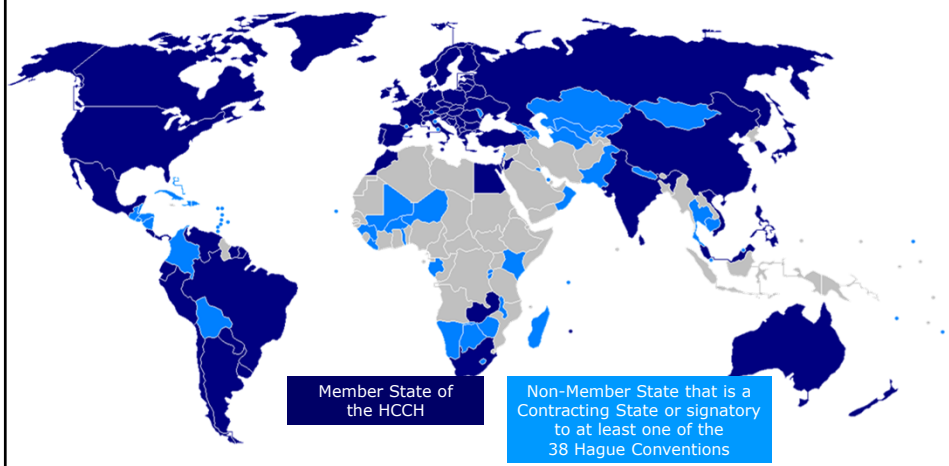 Member State of
the HCCH
Non-Member State that is a
Contracting State or signatory
to at least one of the
38 Hague Conventions